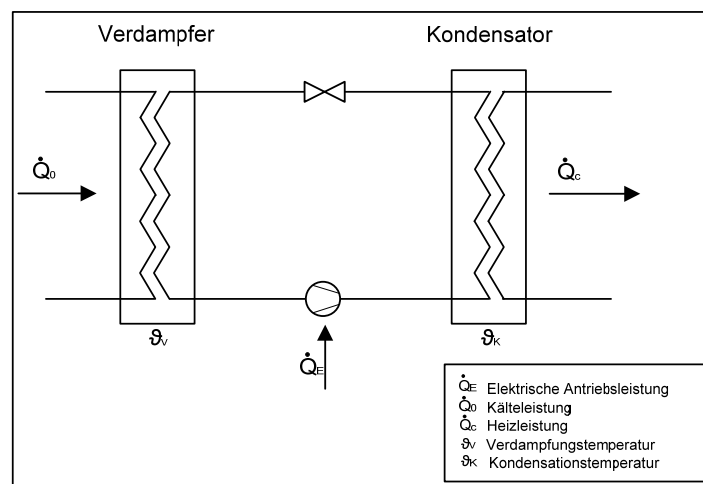 Verdampfer
Kondensator
Q̇0
Q̇c
ϑV
ϑK
Q̇E
Q̇E Elektrische Antriebsleistung
Q̇0 Kälteleistung
Q̇c Heizleistung
ϑV Verdampfungstemperatur
ϑK Kondensationstemperatur